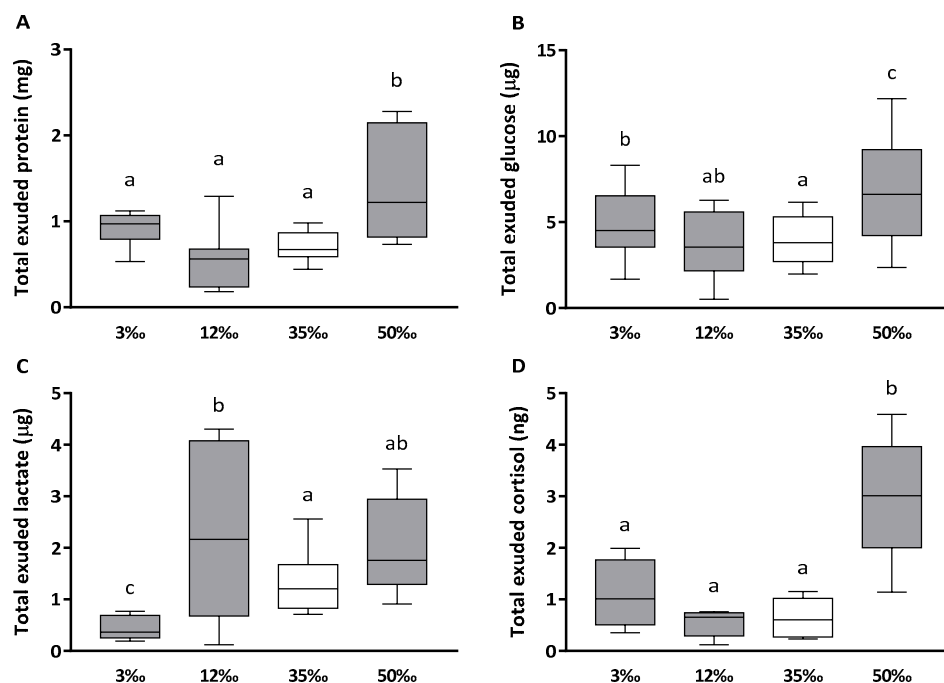 A
Total exuded protein (mg)
3
2
1
0
a
a
a
b
3‰ 12‰ 35‰ 50‰
B
Total exuded glucose (µg)
15
10
5
0
b
ab
a
c
3‰ 12‰ 35‰ 50‰
C
Total exuded lactate (µg)
5
4
3
2
1
0
c
b
a
ab
3‰ 12‰ 35‰ 50‰
D
Total exuded cortisol (ng)
5
4
3
2
1
0
a
a
a
b
3‰ 12‰ 35‰ 50‰